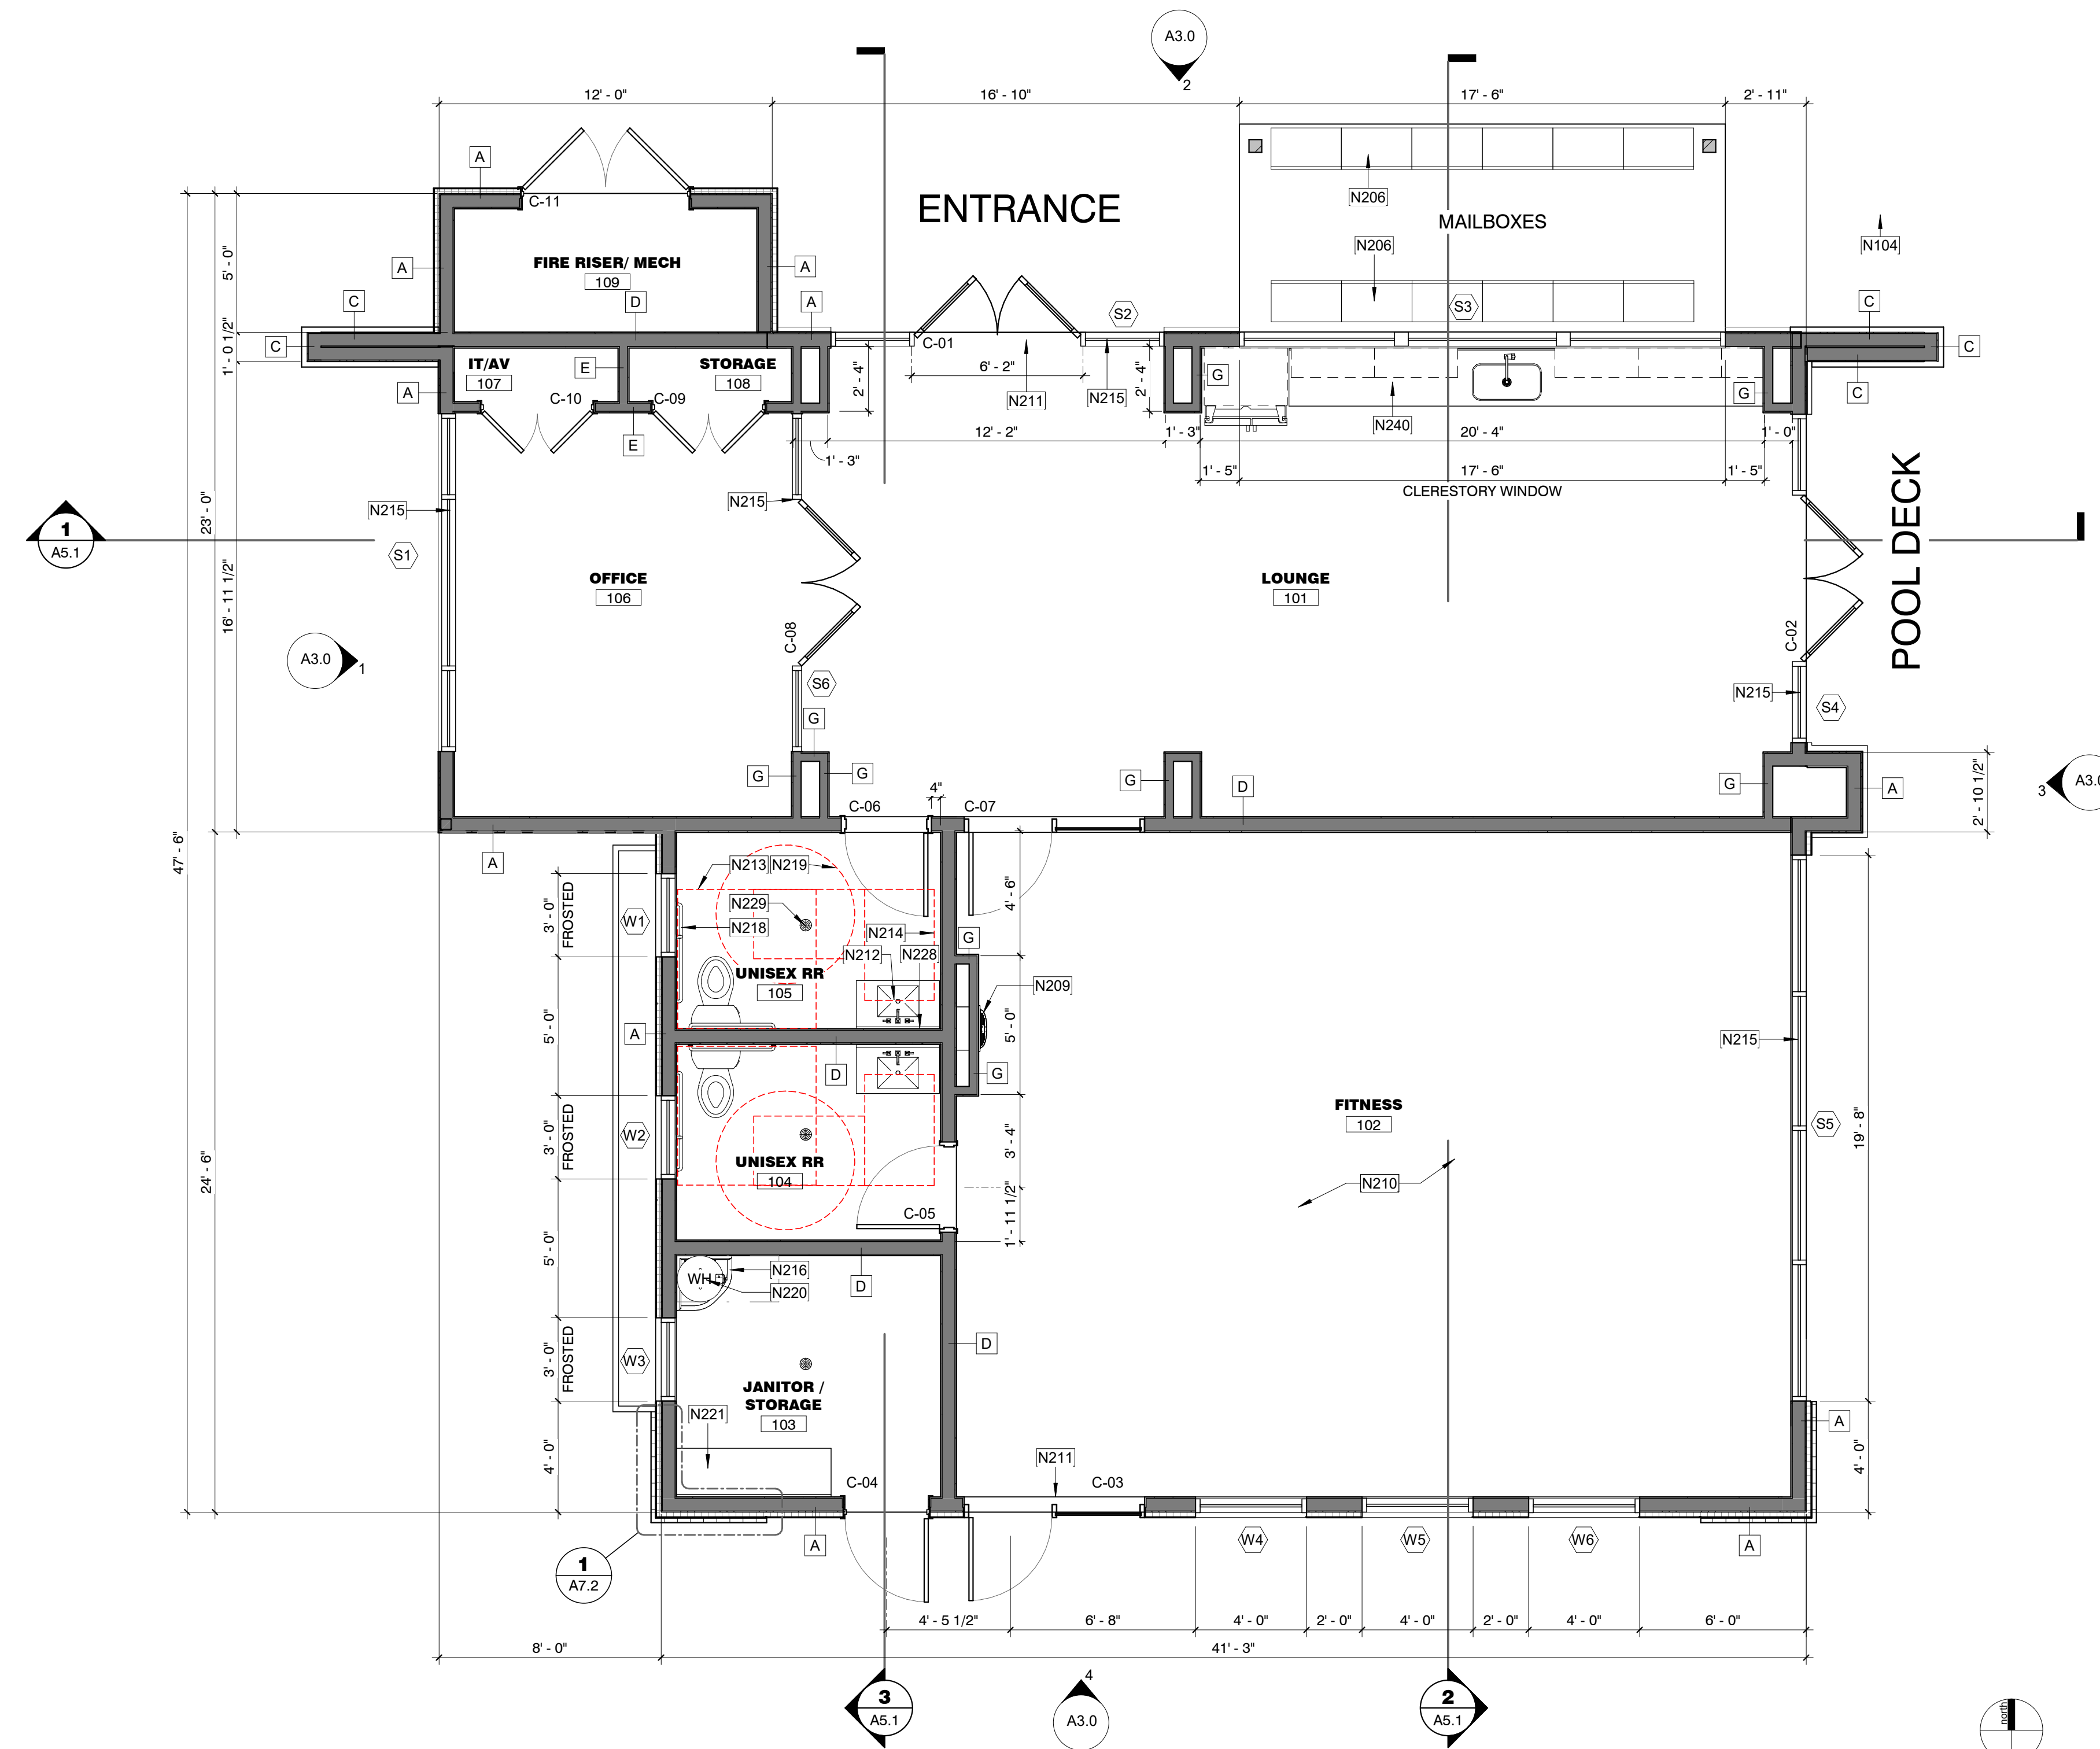 A3.0
2
12' - 0"
16' - 10"
17' - 6"
2' - 11"
A
C-11
ENTRANCE
N206
MAILBOXES
N206
S3
N104
5' - 0"
A
FIRE RISER/ MECH
109
A
D
A
C
C
1' - 0 1/2"
C
C
C
S2
C-01
IT/AV
107
E
STORAGE
108
A
C-10
C-09
E
2' - 4"
6' - 2"
N211
N215
2' - 4"
G
G
N240
12' - 2"
1' - 3"
20' - 4"
1' - 0"
1' - 3"
1' - 5"
17' - 6"
1' - 5"
CLERESTORY WINDOW
N215
N215
1
A5.1
S1
23' - 0"
16' - 11 1/2"
OFFICE
106
LOUNGE
101
POOL DECK
C-08
C-02
A3.0
1
S6
N215
S4
G
G
G
G
D
G
A
2' - 10 1/2"
3
A3.0
4"
C-06
C-07
47' - 6"
A
N213
N219
N229
N218
N214
N212
N228
W1
3' - 0"
FROSTED
4' - 6"
G
UNISEX RR
105
N209
5' - 0"
A
5' - 0"
D
G
N215
W2
3' - 0"
FROSTED
3' - 4"
FITNESS
102
S5
19' - 8"
24' - 6"
UNISEX RR
104
N210
C-05
1' - 11 1/2"
5' - 0"
WH
N216
N220
D
D
W3
3' - 0"
FROSTED
JANITOR /
STORAGE
103
N221
4' - 0"
A
4' - 0"
C-04
N211
C-03
A
W4
W5
W6
A
1
A7.2
4' - 5 1/2"
6' - 8"
4' - 0"
2' - 0"
4' - 0"
2' - 0"
4' - 0"
6' - 0"
8' - 0"
41' - 3"
3
A5.1
4
A3.0
2
A5.1
north